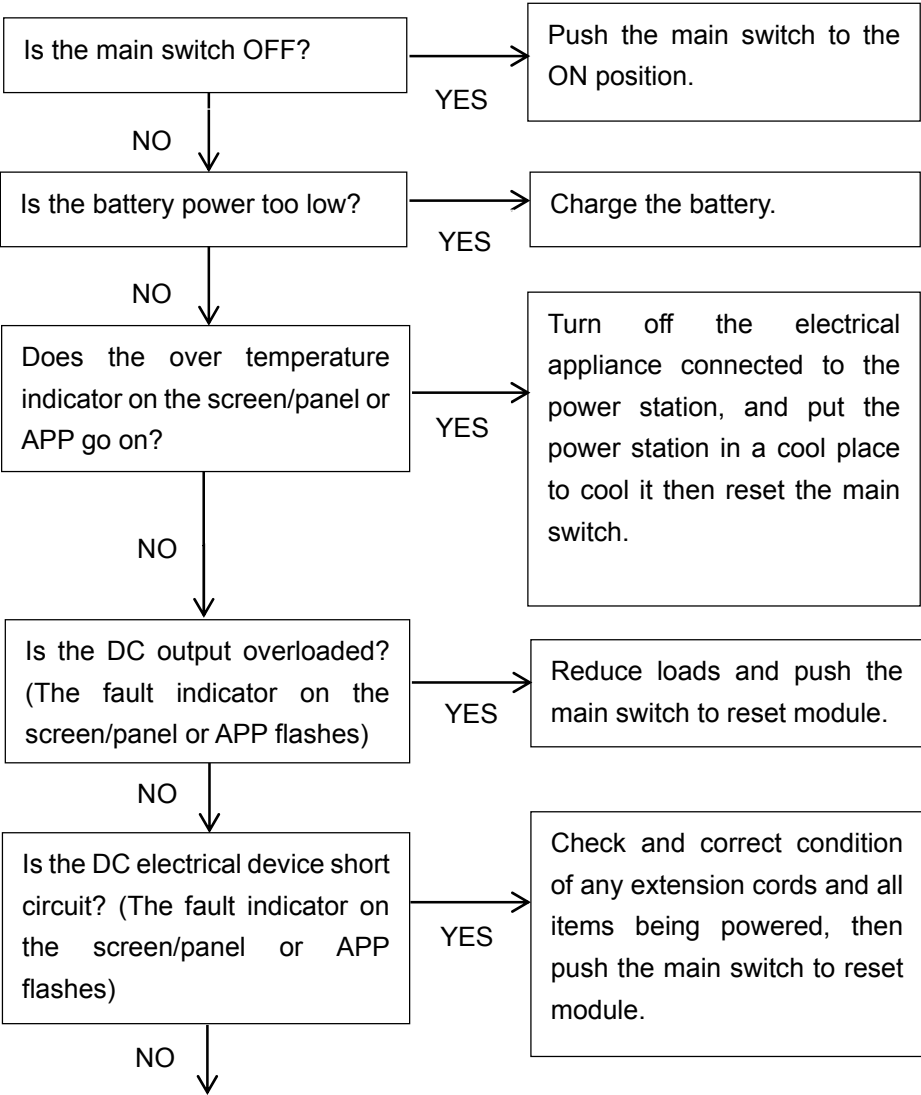 Is the main switch OFF?
YES
Push the main switch to the
ON position.
NO
Is the battery power too low?
YES
Charge the battery.
NO
Does the over temperature
indicator on the screen/panel or
APP go on?
YES
Turn off the electrical
appliance connected to the
power station, and put the
power station in a cool place
to cool it then reset the main
switch.
NO
Is the DC output overloaded?
(The fault indicator on the
screen/panel or APP flashes)
YES
Reduce loads and push the
main switch to reset module.
NO
Is the DC electrical device short
circuit? (The fault indicator on
the screen/panel or APP
flashes)
YES
Check and correct condition
of any extension cords and all
items being powered, then
push the main switch to reset
module.
NO